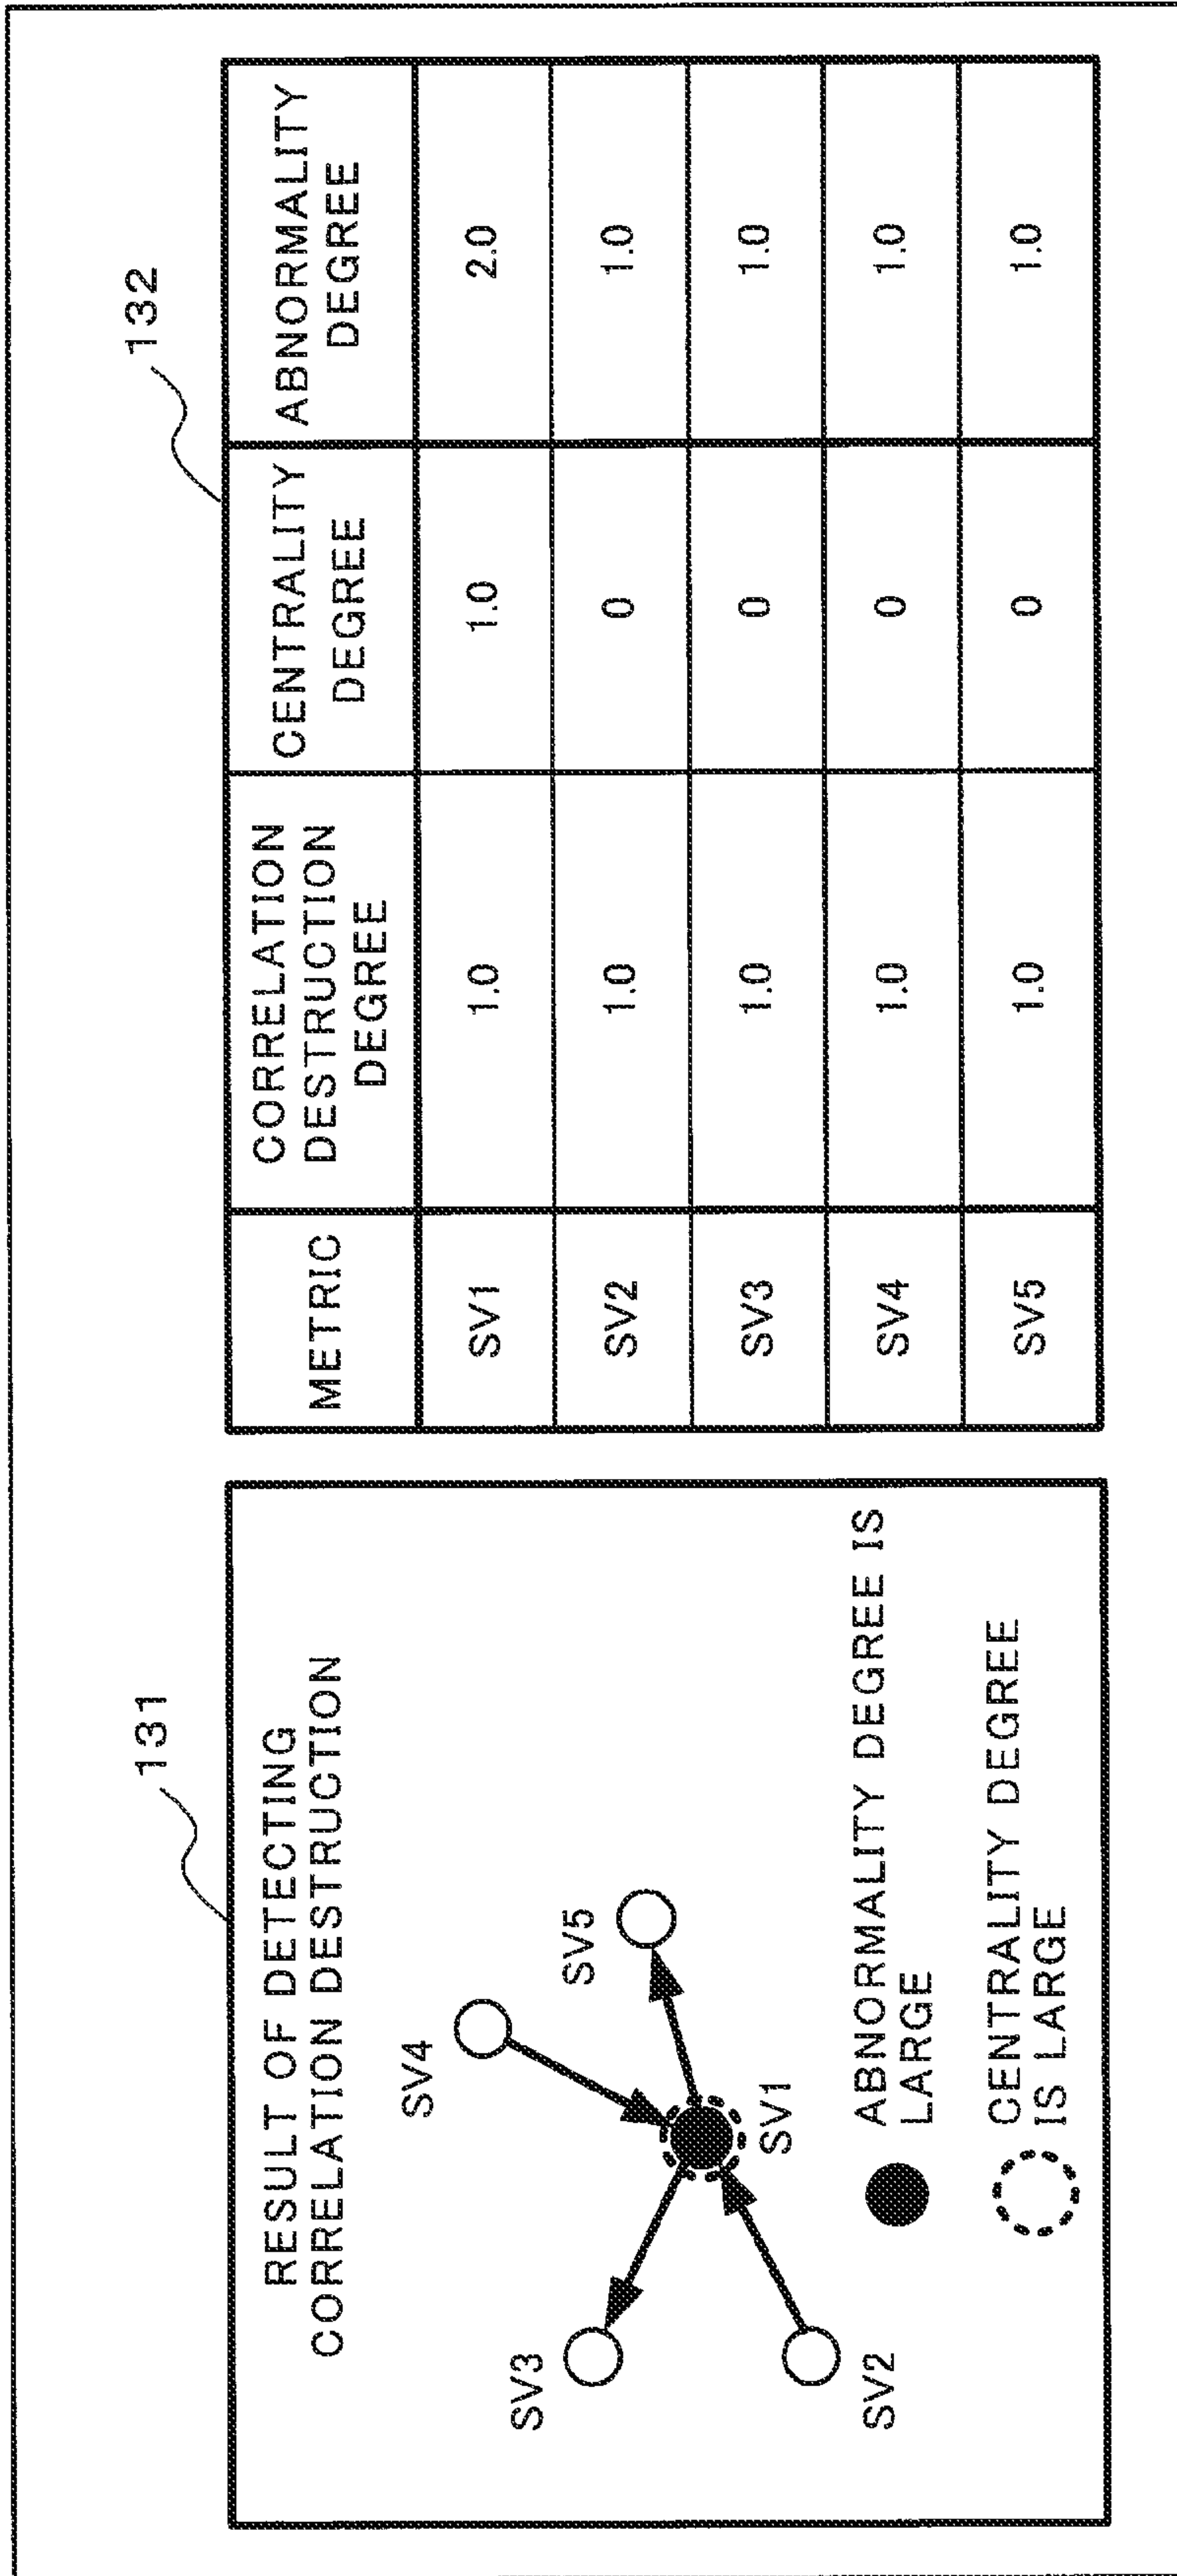 131
RESULT OF DETECTING
CORRELATION DESTRUCTION
SV4
SV5
SV3
SV1
SV2
ABNORMALITY DEGREE IS
LARGE
CENTRALITY DEGREE
IS LARGE
132
METRIC CORRELATION DESTRUCTION DEGREE CENTRALITY DEGREE ABNORMALITY DEGREE
SV1 1.0 1.0 2.0
SV2 1.0 0 1.0
SV3 1.0 0 1.0
SV4 1.0 0 1.0
SV5 1.0 0 1.0